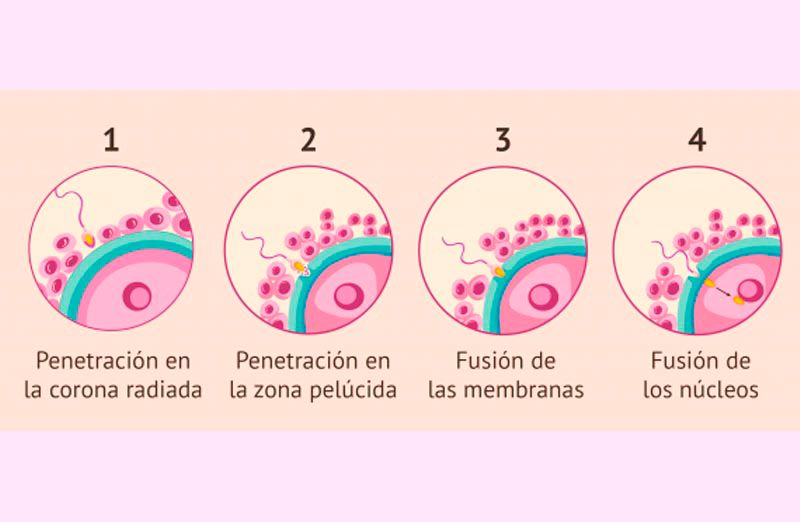 1
Penetración en
la corona radiada
2
Penetración en
la zona pelúcida
3
Fusión de
las membranas
4
Fusión de
los núcleos